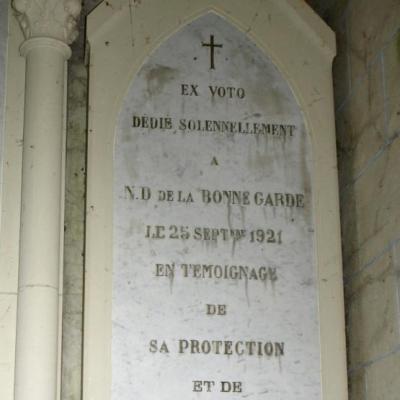 EX VOTO
DÉDIÉ SOLENNELLEMENT
A
N.D DE LA BONNE GARDE
LE 25 SEPTBRE 1921
EN TÉMOIGNAGE
DE
SA PROTECTION
ET DE